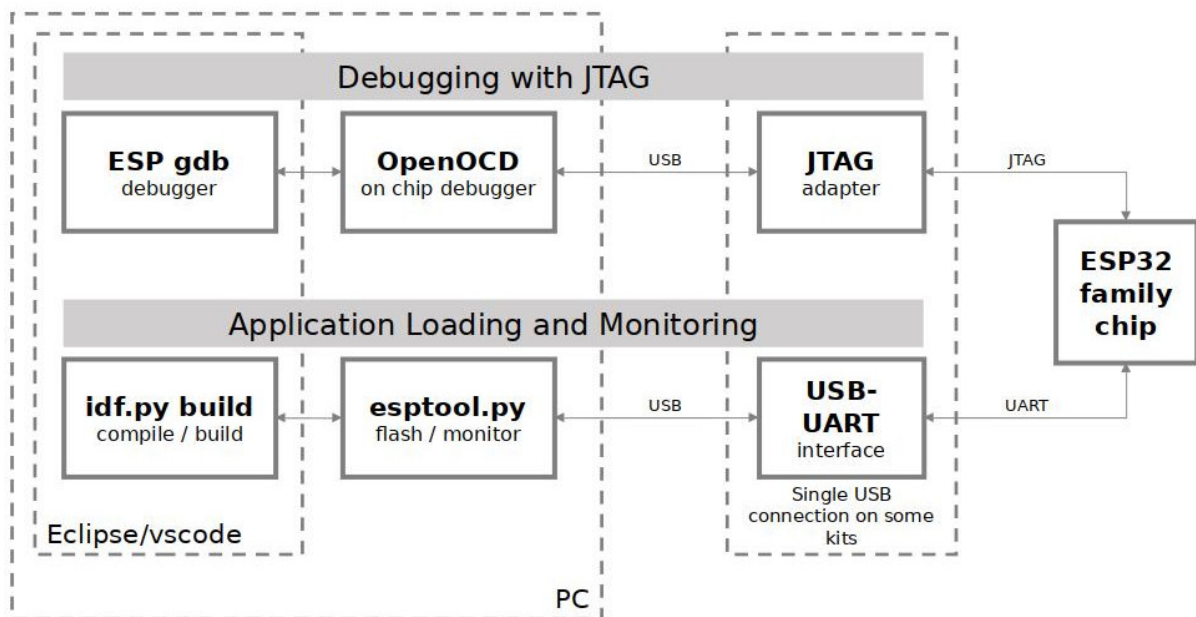 Debugging with JTAG
ESP gdb
debugger
OpenOCD
on chip debugger
USB
JTAG
adapter
JTAG
ESP32
family
chip
Application Loading and Monitoring
idf.py build
compile / build
esptool.py
flash / monitor
USB
USB-
UART
interface
UART
Single USB
connection on some
kits
Eclipse/vscode
PC